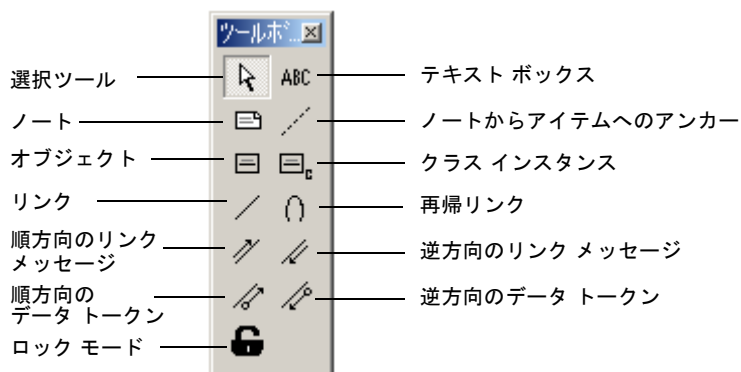 ツールボ...
選択ツール
ABC
テキスト ボックス
ノート
ノートからアイテムへのアンカー
オブジェクト
C
クラス インスタンス
リンク
再帰リンク
順方向のリンク
メッセージ
逆方向のリンク メッセージ
順方向の
データ トークン
逆方向のデータ トークン
ロック モード